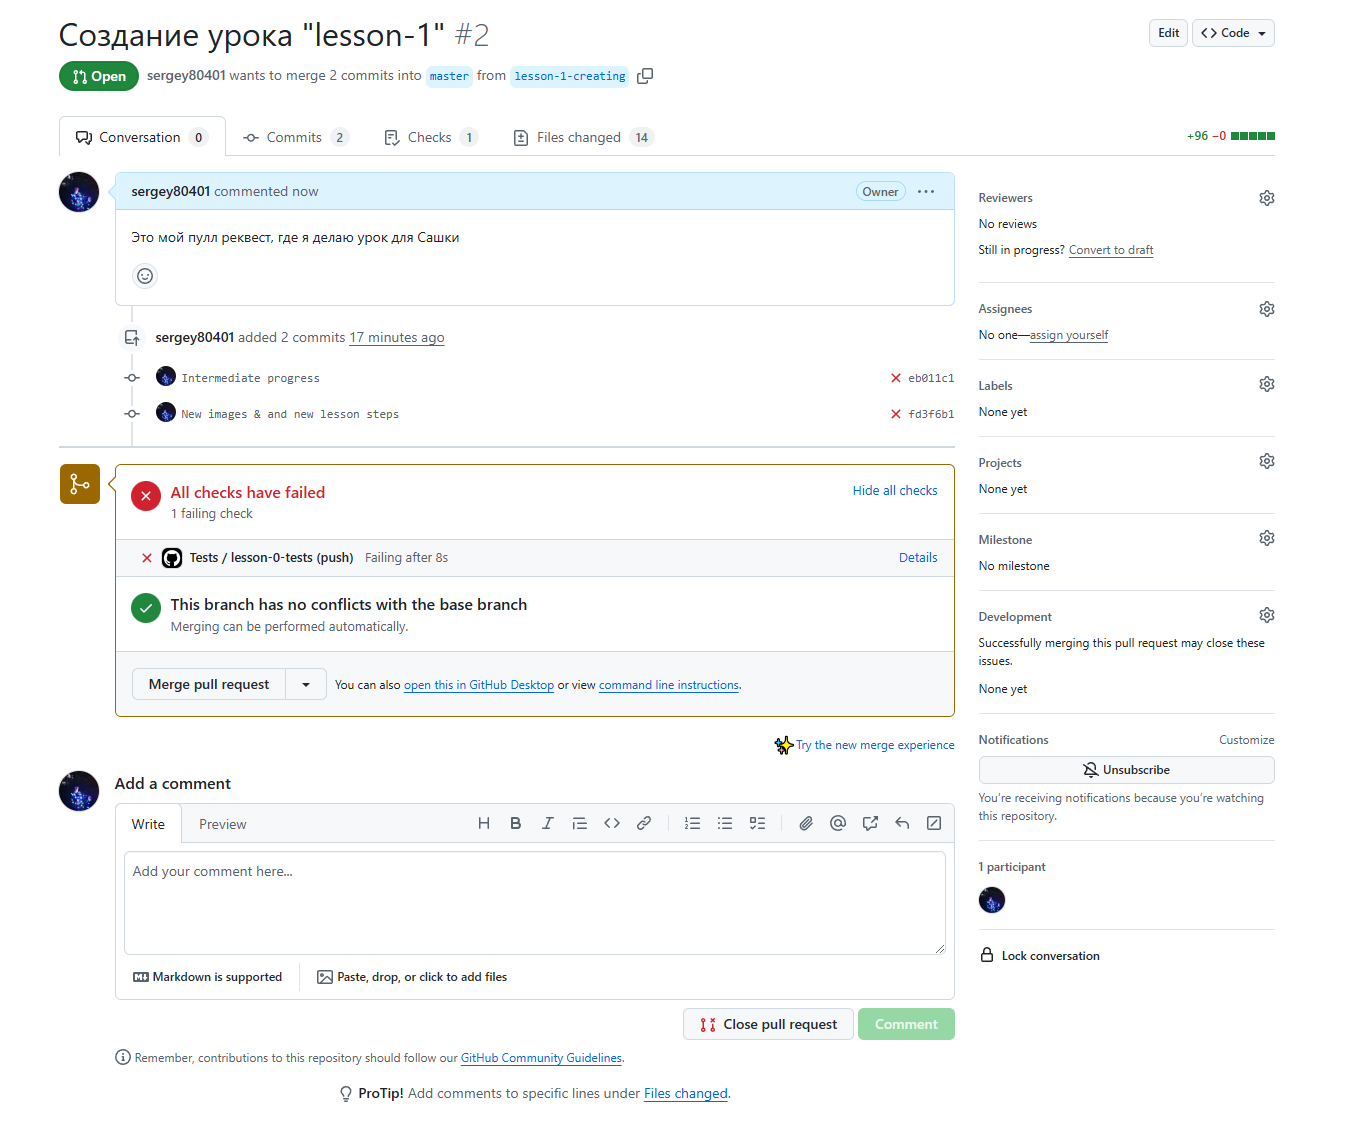 Создание урока "lesson-1" #2
Edit
Code
Open
sergey80401 wants to merge 2 commits into master from lesson-1-creating
Conversation 0
Commits 2
Checks 1
Files changed 14
+96 −0
sergey80401 commented now
Owner
Это мой пулл реквест, где я делаю урок для Сашки
sergey80401 added 2 commits 17 minutes ago
Intermediate progress
eb011c1
New images & and new lesson steps
fd3f6b1
All checks have failed
1 failing check
Hide all checks
Tests / lesson-0-tests (push) Failing after 8s
Details
This branch has no conflicts with the base branch
Merging can be performed automatically.
Merge pull request
You can also open this in GitHub Desktop or view command line instructions.
Try the new merge experience
Add a comment
Write
Preview
Add your comment here...
Markdown is supported
Paste, drop, or click to add files
Close pull request
Comment
Remember, contributions to this repository should follow our GitHub Community Guidelines.
ProTip! Add comments to specific lines under Files changed.
Reviewers
No reviews
Still in progress? Convert to draft
Assignees
No one—assign yourself
Labels
None yet
Projects
None yet
Milestone
No milestone
Development
Successfully merging this pull request may close these
issues.
None yet
Notifications
Customize
Unsubscribe
You're receiving notifications because you're watching
this repository.
1 participant
Lock conversation